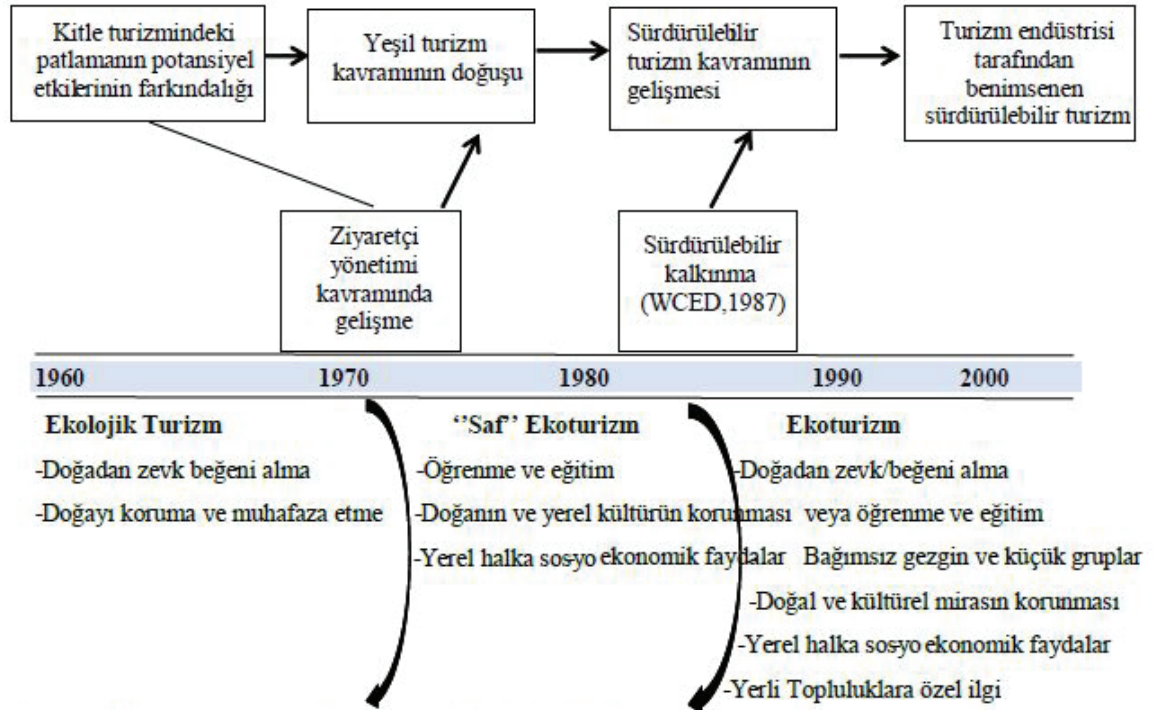 Kitle turizmindeki
patlamanın potansiyel
etkilerinin farkındalığı
Yeşil turizm
kavramının doğuşu
Sürdürülebilir
turizm kavramının
gelişmesi
Turizm endüstrisi
tarafından
benimsenen
sürdürülebilir turizm
Ziyaretçi
yönetimi
kavramında
gelişme
Sürdürülebilir
kalkınma
(WCED,1987)
1960 1970 1980 1990 2000
Ekolojik Turizm
-Doğadan zevk beğeni alma
-Doğayı koruma ve muhafaza etme
‘’Saf’’ Ekoturizm
-Öğrenme ve eğitim
-Doğanın ve yerel kültürün korunması
-Yerel halka sosyo ekonomik faydalar
Ekoturizm
-Doğadan zevk/beğeni alma
veya öğrenme ve eğitim
Bağımsız gezgin ve küçük gruplar
-Doğal ve kültürel mirasın korunması
-Yerel halka sosyo ekonomik faydalar
-Yerli Topluluklara özel ilgi